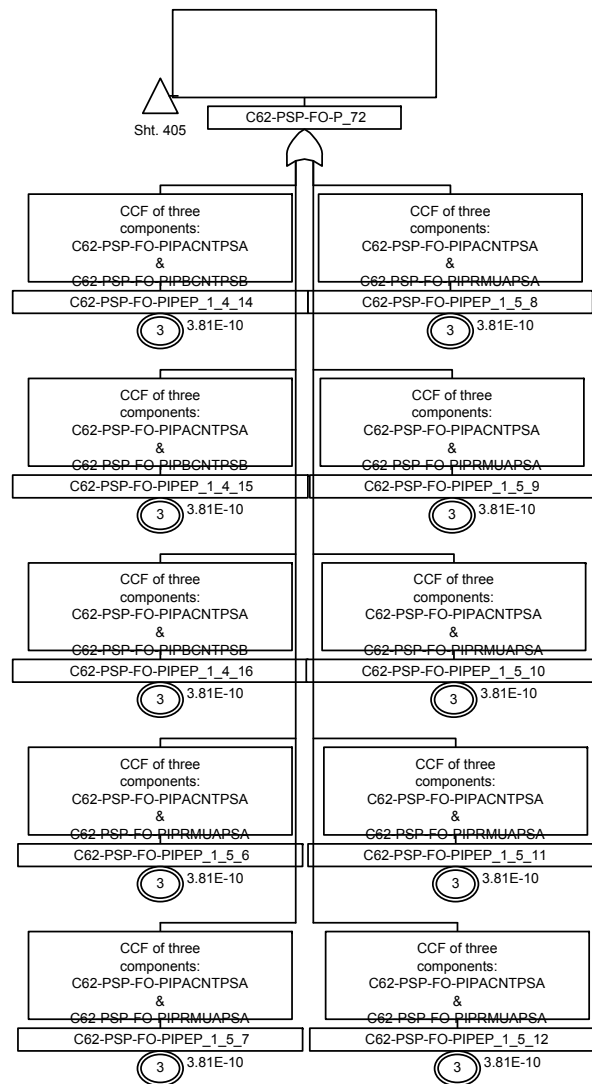 Sht. 405
C62-PSP-FO-P_72
CCF of three
components:
C62-PSP-FO-PIPACNTPSA
&
C62-PSP-FO-PIPBCNTPSB
C62-PSP-FO-PIPEP_1_4_14
3
3.81E-10
CCF of three
components:
C62-PSP-FO-PIPACNTPSA
&
C62-PSP-FO-PIPRMUAPSA
C62-PSP-FO-PIPEP_1_5_8
3
3.81E-10
CCF of three
components:
C62-PSP-FO-PIPACNTPSA
&
C62-PSP-FO-PIPBCNTPSB
C62-PSP-FO-PIPEP_1_4_15
3
3.81E-10
CCF of three
components:
C62-PSP-FO-PIPACNTPSA
&
C62-PSP-FO-PIPRMUAPSA
C62-PSP-FO-PIPEP_1_5_9
3
3.81E-10
CCF of three
components:
C62-PSP-FO-PIPACNTPSA
&
C62-PSP-FO-PIPBCNTPSB
C62-PSP-FO-PIPEP_1_4_16
3
3.81E-10
CCF of three
components:
C62-PSP-FO-PIPACNTPSA
&
C62-PSP-FO-PIPRMUAPSA
C62-PSP-FO-PIPEP_1_5_10
3
3.81E-10
CCF of three
components:
C62-PSP-FO-PIPACNTPSA
&
C62-PSP-FO-PIPRMUAPSA
C62-PSP-FO-PIPEP_1_5_6
3
3.81E-10
CCF of three
components:
C62-PSP-FO-PIPACNTPSA
&
C62-PSP-FO-PIPRMUAPSA
C62-PSP-FO-PIPEP_1_5_11
3
3.81E-10
CCF of three
components:
C62-PSP-FO-PIPACNTPSA
&
C62-PSP-FO-PIPRMUAPSA
C62-PSP-FO-PIPEP_1_5_7
3
3.81E-10
CCF of three
components:
C62-PSP-FO-PIPACNTPSA
&
C62-PSP-FO-PIPRMUAPSA
C62-PSP-FO-PIPEP_1_5_12
3
3.81E-10